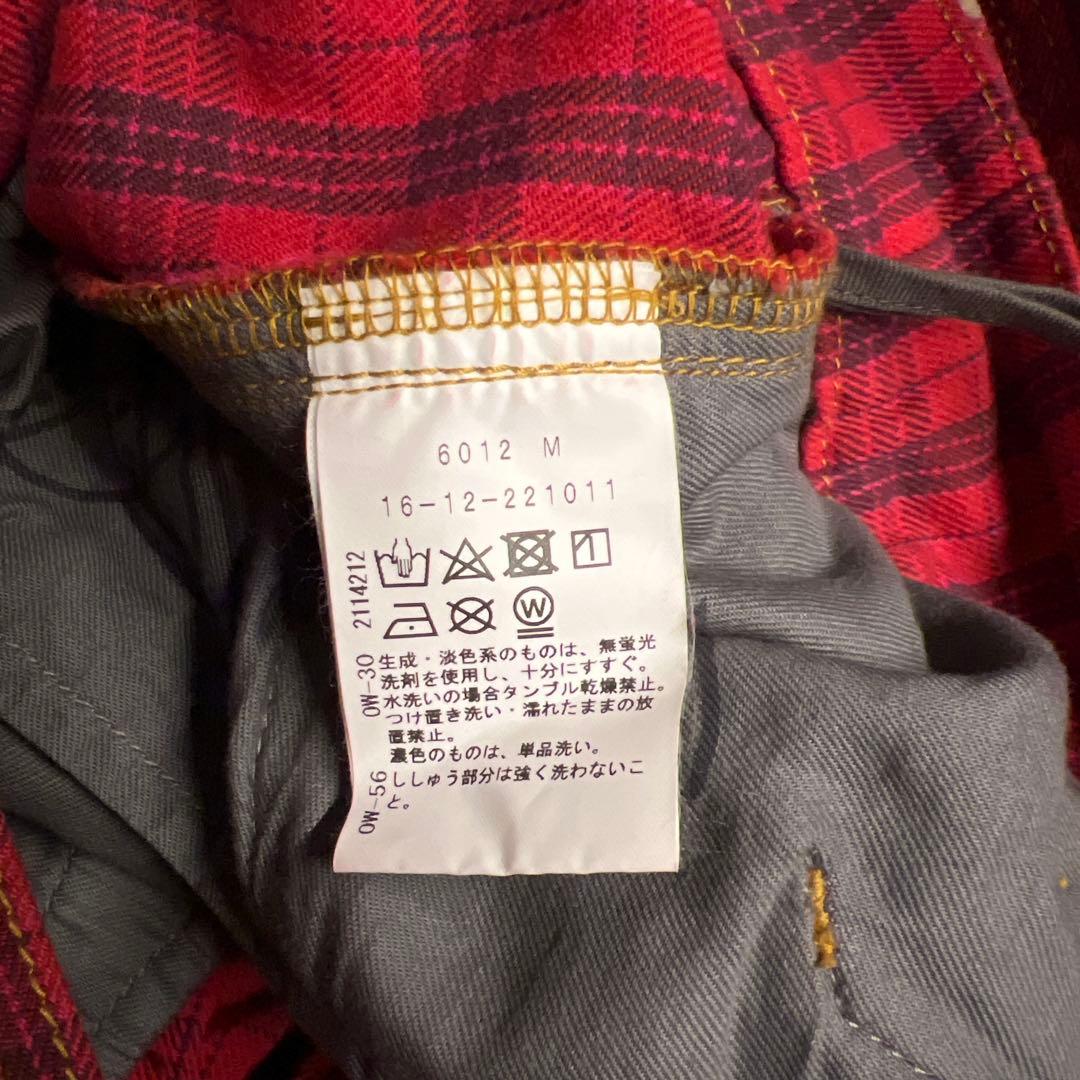 6012 M
16-12-221011
2114212
W
OW-30
生成・淡色系のものは、無蛍光
洗剤を使用し、十分にすすぐ。
水洗いの場合タンブル乾燥禁止。
つけ置き洗い・濡れたままの放
置禁止。
濃色のものは、単品洗い。
OW-56
ししゅう部分は強く洗わないこ
と。